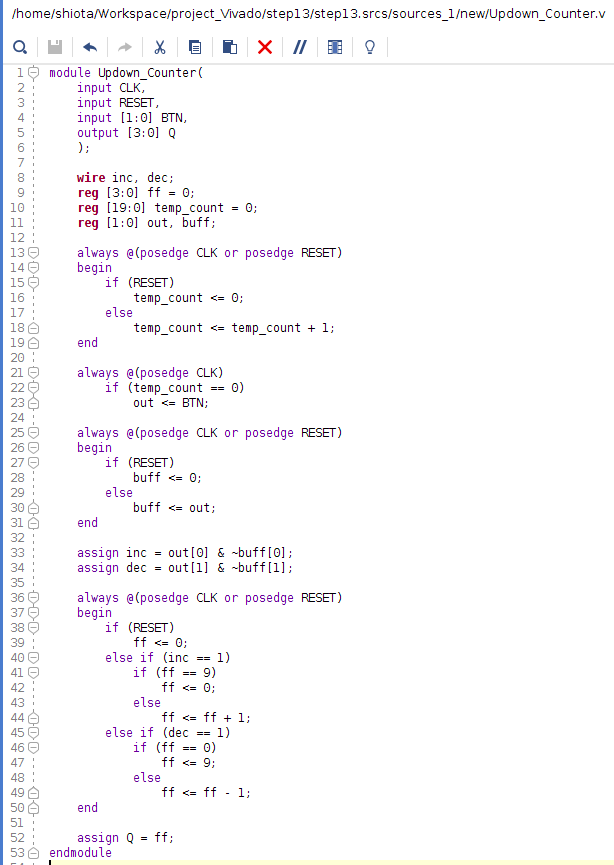 /home/shiota/Workspace/project_Vivado/step13/step13.srcs/sources_1/new/Updown_Counter.v
1 module Updown_Counter(
2     input CLK,
3     input RESET,
4     input [1:0] BTN,
5     output [3:0] Q
6     );
7
8     wire inc, dec;
9     reg [3:0] ff = 0;
10     reg [19:0] temp_count = 0;
11     reg [1:0] out, buff;
12
13     always @(posedge CLK or posedge RESET)
14     begin
15         if (RESET)
16             temp_count <= 0;
17         else
18             temp_count <= temp_count + 1;
19     end
20
21     always @(posedge CLK)
22         if (temp_count == 0)
23             out <= BTN;
24
25     always @(posedge CLK or posedge RESET)
26     begin
27         if (RESET)
28             buff <= 0;
29         else
30             buff <= out;
31     end
32
33     assign inc = out[0] & ~buff[0];
34     assign dec = out[1] & ~buff[1];
35
36     always @(posedge CLK or posedge RESET)
37     begin
38         if (RESET)
39             ff <= 0;
40         else if (inc == 1)
41             if (ff == 9)
42                 ff <= 0;
43             else
44                 ff <= ff + 1;
45         else if (dec == 1)
46             if (ff == 0)
47                 ff <= 9;
48             else
49                 ff <= ff - 1;
50     end
51
52     assign Q = ff;
53 endmodule